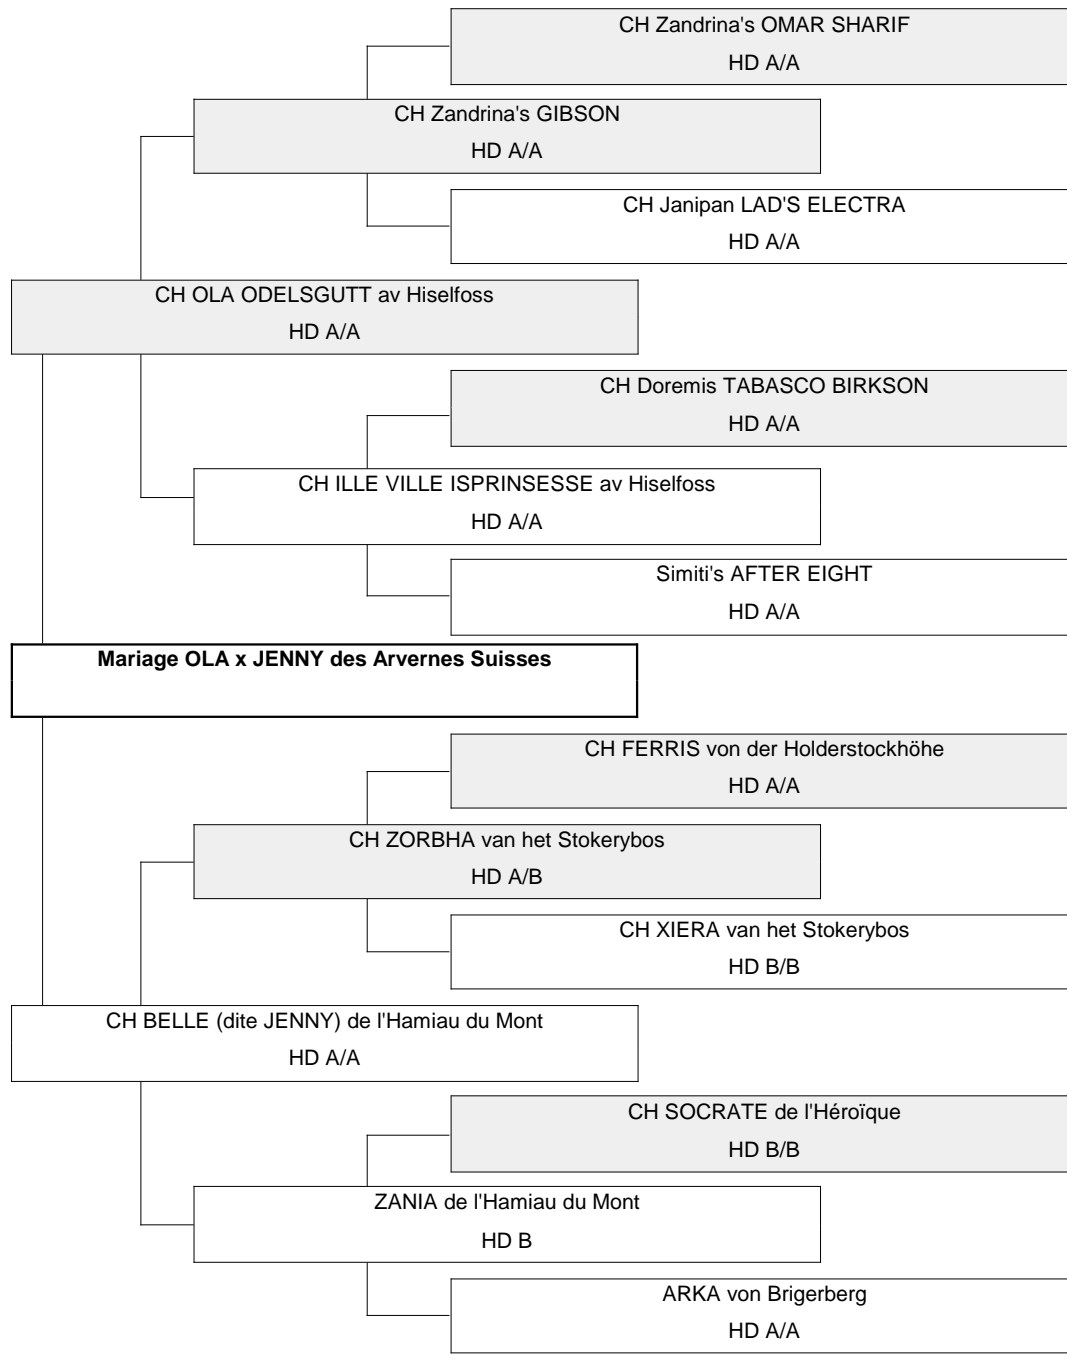 CH Zandrina's OMAR SHARIF
HD A/A
CH Zandrina's GIBSON
HD A/A
CH Janipan LAD'S ELECTRA
HD A/A
CH OLA ODELSGUTT av Hiselfoss
HD A/A
CH Doremis TABASCO BIRKSON
HD A/A
CH ILLE VILLE ISPRINSESSE av Hiselfoss
HD A/A
Simiti's AFTER EIGHT
HD A/A
Mariage OLA x JENNY des Arvernes Suisses
CH FERRIS von der Holderstockhöhe
HD A/A
CH ZORBHA van het Stokerybos
HD A/B
CH XIERA van het Stokerybos
HD B/B
CH BELLE (dite JENNY) de l'Hamiau du Mont
HD A/A
CH SOCRATE de l'Héroïque
HD B/B
ZANIA de l'Hamiau du Mont
HD B
ARKA von Brigerberg
HD A/A